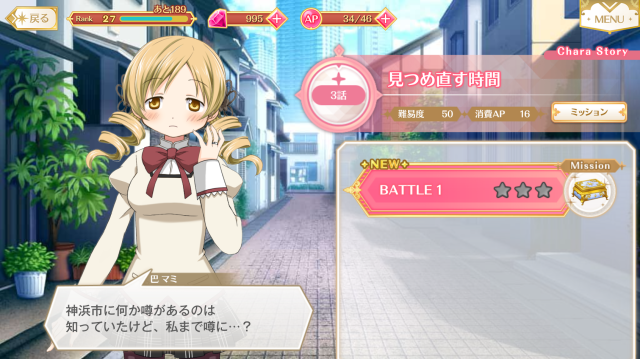 戻る
Rank 27
あと189
995
AP
34/46
MENU
Chara Story
3話
見つめ直す時間
難易度 50
消費AP 16
ミッション
NEW
BATTLE 1
Mission
巴 マミ
神浜市に何か噂があるのは
知っていたけど、私まで噂に…?